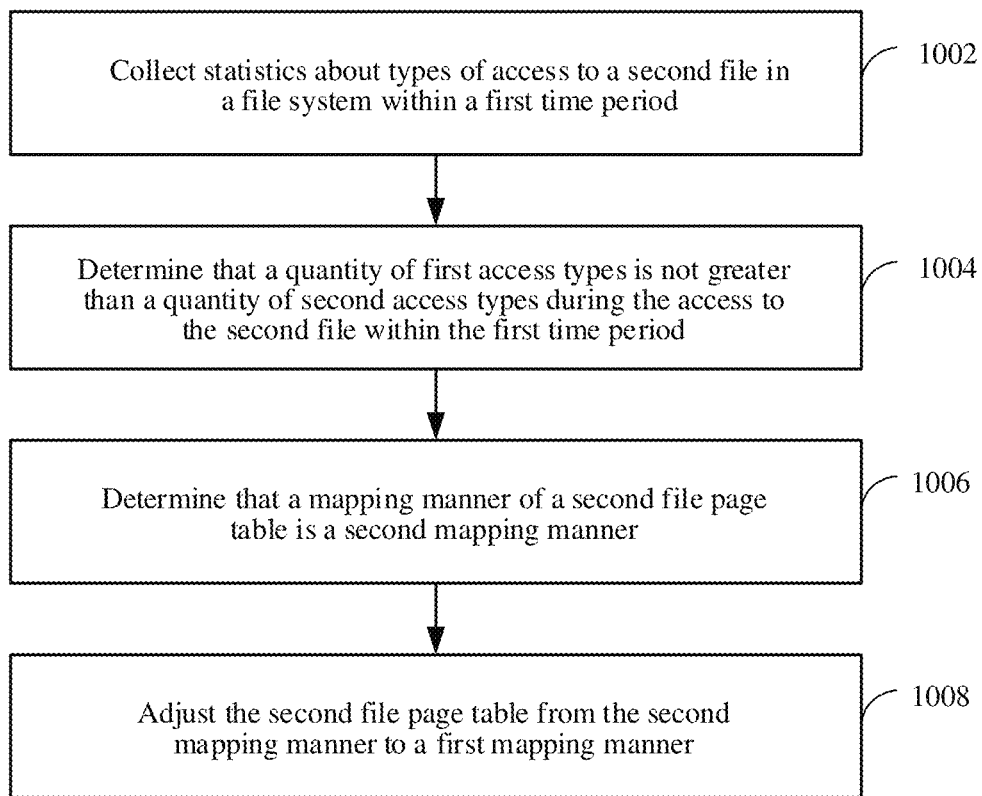 Collect statistics about types of access to a second file in
a file system within a first time period
1002
Determine that a quantity of first access types is not greater
than a quantity of second access types during the access to
the second file within the first time period
1004
Determine that a mapping manner of a second file page
table is a second mapping manner
1006
Adjust the second file page table from the second
mapping manner to a first mapping manner
1008